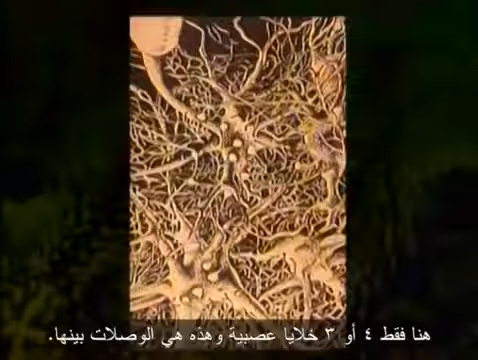 هنا فقط ٤ أو ٣ خلايا عصبية وهذه هي الوصلات بينها.